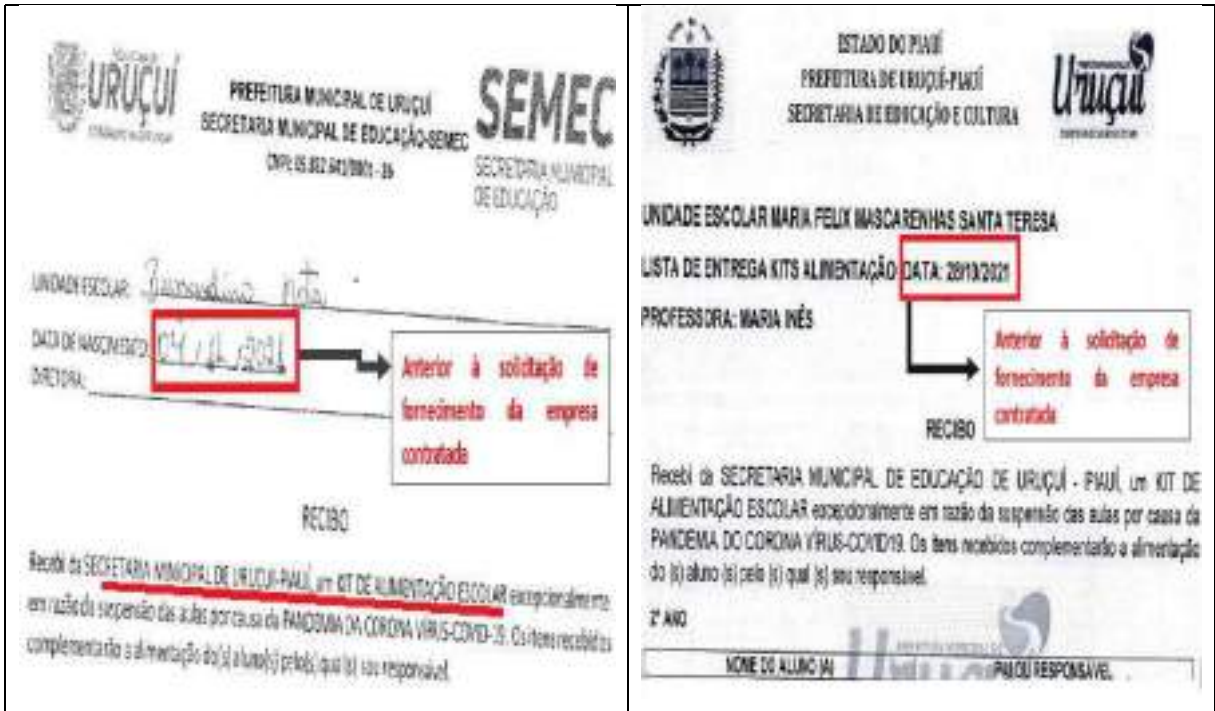 URUÇUÍ
PREFEITURA MUNICIPAL DE URUÇUÍ
SECRETARIA MUNICIPAL DE EDUCAÇÃO-SEMEC
SEMEC
SECRETARIA MUNICIPAL
DE EDUCAÇÃO
UNIDADE ESCOLAR:
DATA DE NASCIMENTO:
DIRETORA:
Anterior à solicitação de
fornecimento da empresa
contratada
RECIBO
Recebi da SECRETARIA MUNICIPAL DE URUÇUI-PIAUÍ, um KIT DE ALIMENTAÇÃO ESCOLAR excepcionalmente
em razão da suspensão das aulas por causa da PANDEMIA DA CORONA VIRUS-COVID-19. Os itens recebidos
complementarão a alimentação do(s) aluno(s) pelo(s) qual (s) sou responsável.
ESTADO DO PIAUÍ
PREFEITURA DE URUÇUÍ-PIAUÍ
SECRETARIA DE EDUCAÇÃO E CULTURA
Uruçuí
UNIDADE ESCOLAR MARIA FELIX MASCARENHAS SANTA TERESA
LISTA DE ENTREGA KITS ALIMENTAÇÃO DATA: 28/10/2021
PROFESSORA: MARIA INÊS
Anterior à solicitação de
fornecimento da empresa
contratada
RECIBO
Recebi da SECRETARIA MUNICIPAL DE EDUCAÇÃO DE URUÇUÍ - PIAUÍ, um KIT DE
ALIMENTAÇÃO ESCOLAR excepcionalmente em razão da suspensão das aulas por causa da
PANDEMIA DO CORONA VÍRUS-COVID19. Os itens recebidos complementarão a alimentação
do (s) aluno (s) pelo (s) qual (s) sou responsável.
2º ANO
NOME DO ALUNO (A) PAI OU RESPONSAVEL